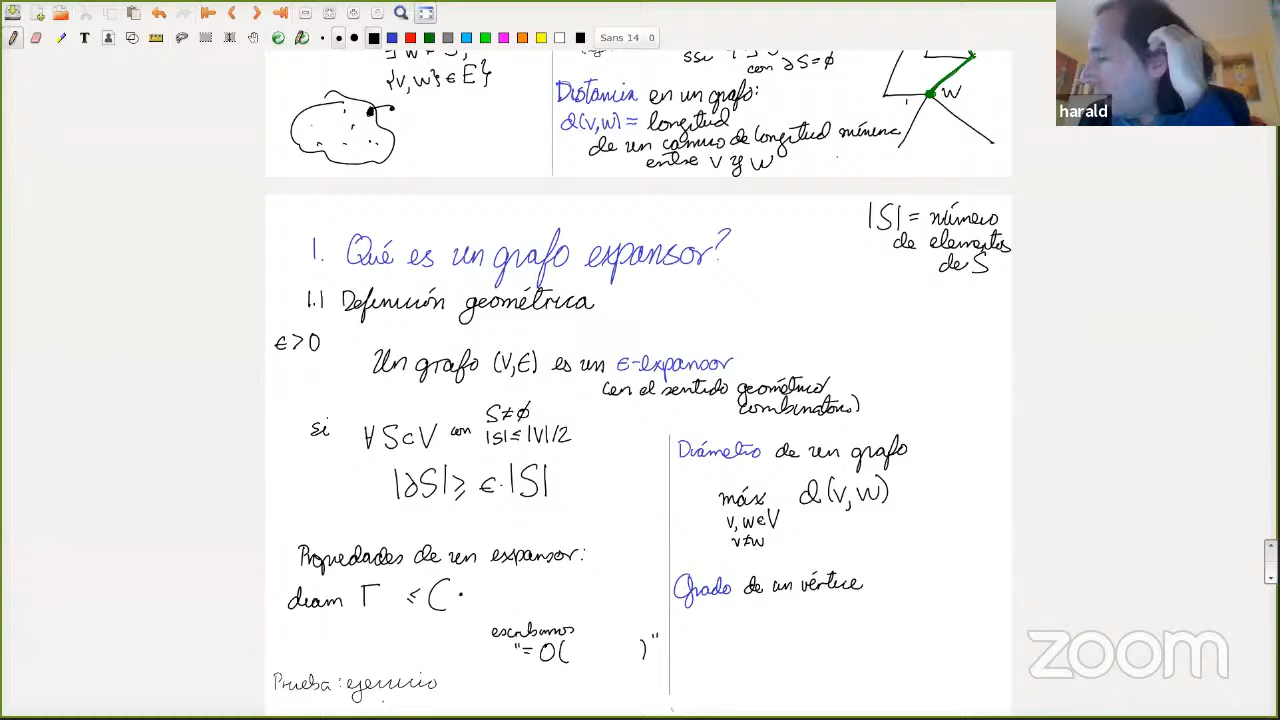 Sans 14 0
harald
∃ w ∉ S,
{v, w} ∈ E}
ssi
con ∂S = ∅
Distancia en un grafo:
d(v,w) = longitud
de un camino de longitud mínima
entre v y w
w
|S| = número
de elementos
de S
1. Qué es un grafo expansor?
1.1 Definición geométrica
ϵ > 0
Un grafo (V,E) es un ϵ-expansor
(en el sentido geométrico/
combinatorio)
si ∀ S ⊂ V con S ≠ ∅
|S| ≤ |V|/2
|∂S| ≥ ϵ · |S|
Propiedades de un expansor:
diam Γ ≤ C ·
escribamos
"= O( )"
Prueba: ejercicio
Diámetro de un grafo
máx d(v, w)
v, w ∈ V
v ≠ w
Grado de un vértice
zoom